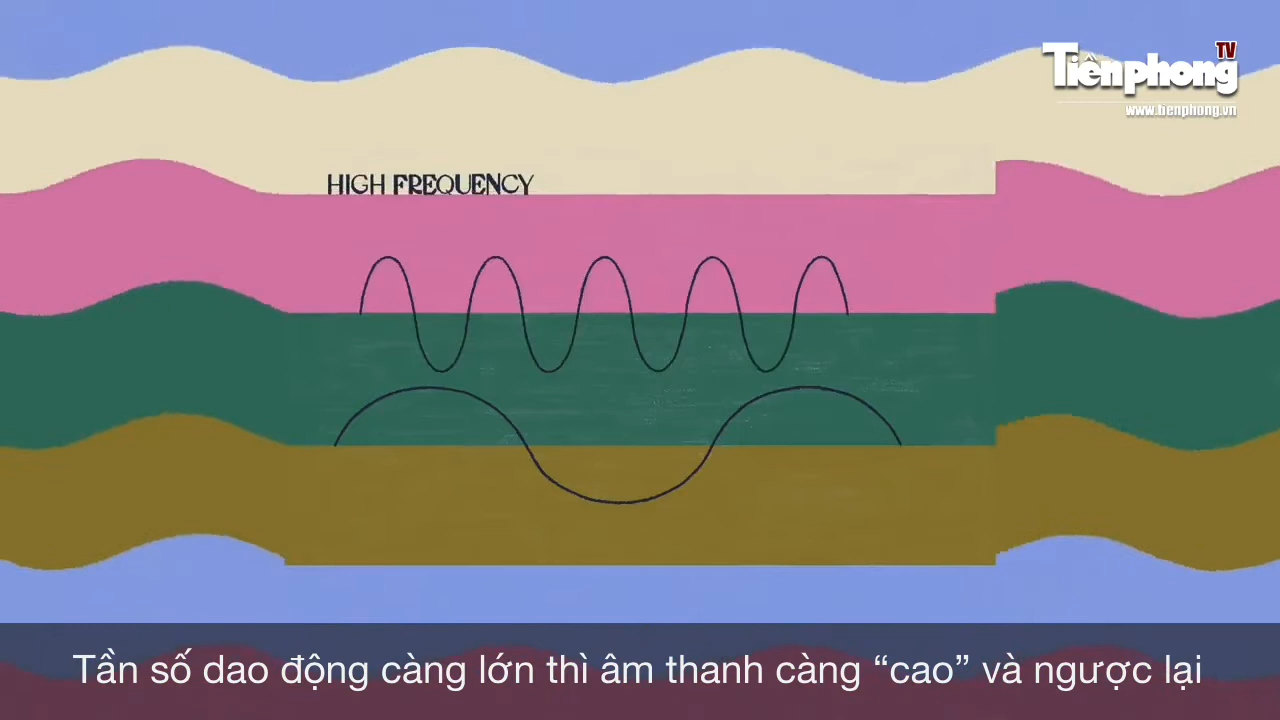 TV
Tiềnphong
www.tienphong.vn
HIGH FREQUENCY
Tần số dao động càng lớn thì âm thanh càng “cao” và ngược lại